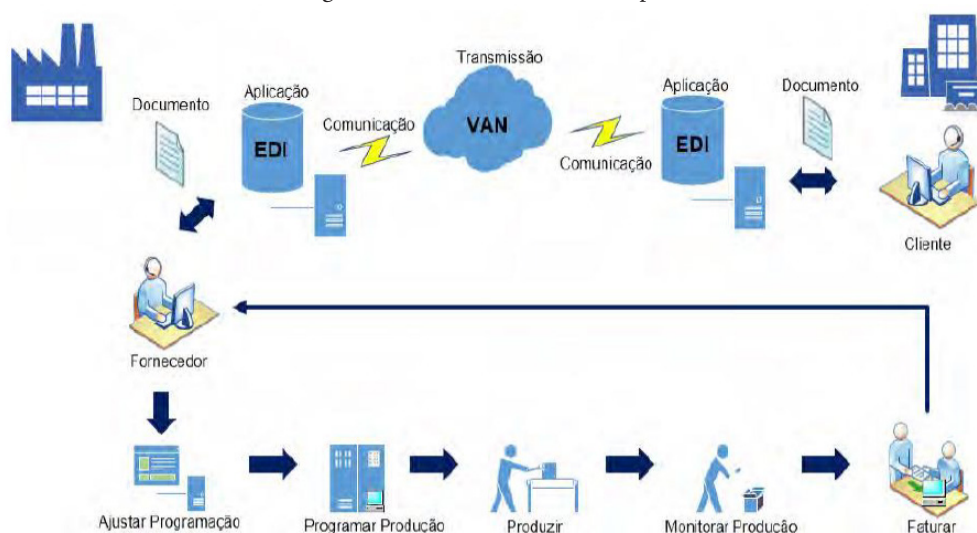 Transmissão
Aplicação
Aplicação
Documento
Documento
Comunicação
VAN
EDI
EDI
Comunicação
Cliente
Fornecedor
Ajustar Programação
Programar Produção
Produzir
Monitorar Produção
Faturar